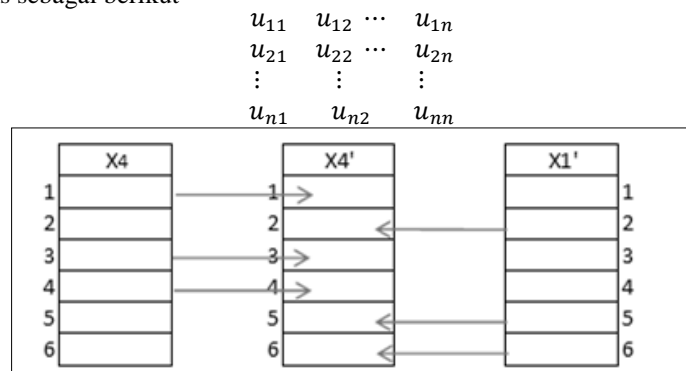 s sebagai berikut
u₁₁ u₁₂ ⋯ u₁ₙ
u₂₁ u₂₂ ⋯ u₂ₙ
⋮ ⋮ ⋮
uₙ₁ uₙ₂ uₙₙ
X4 X4' X1'
1 1 1
2 2 2
3 3 3
4 4 4
5 5 5
6 6 6